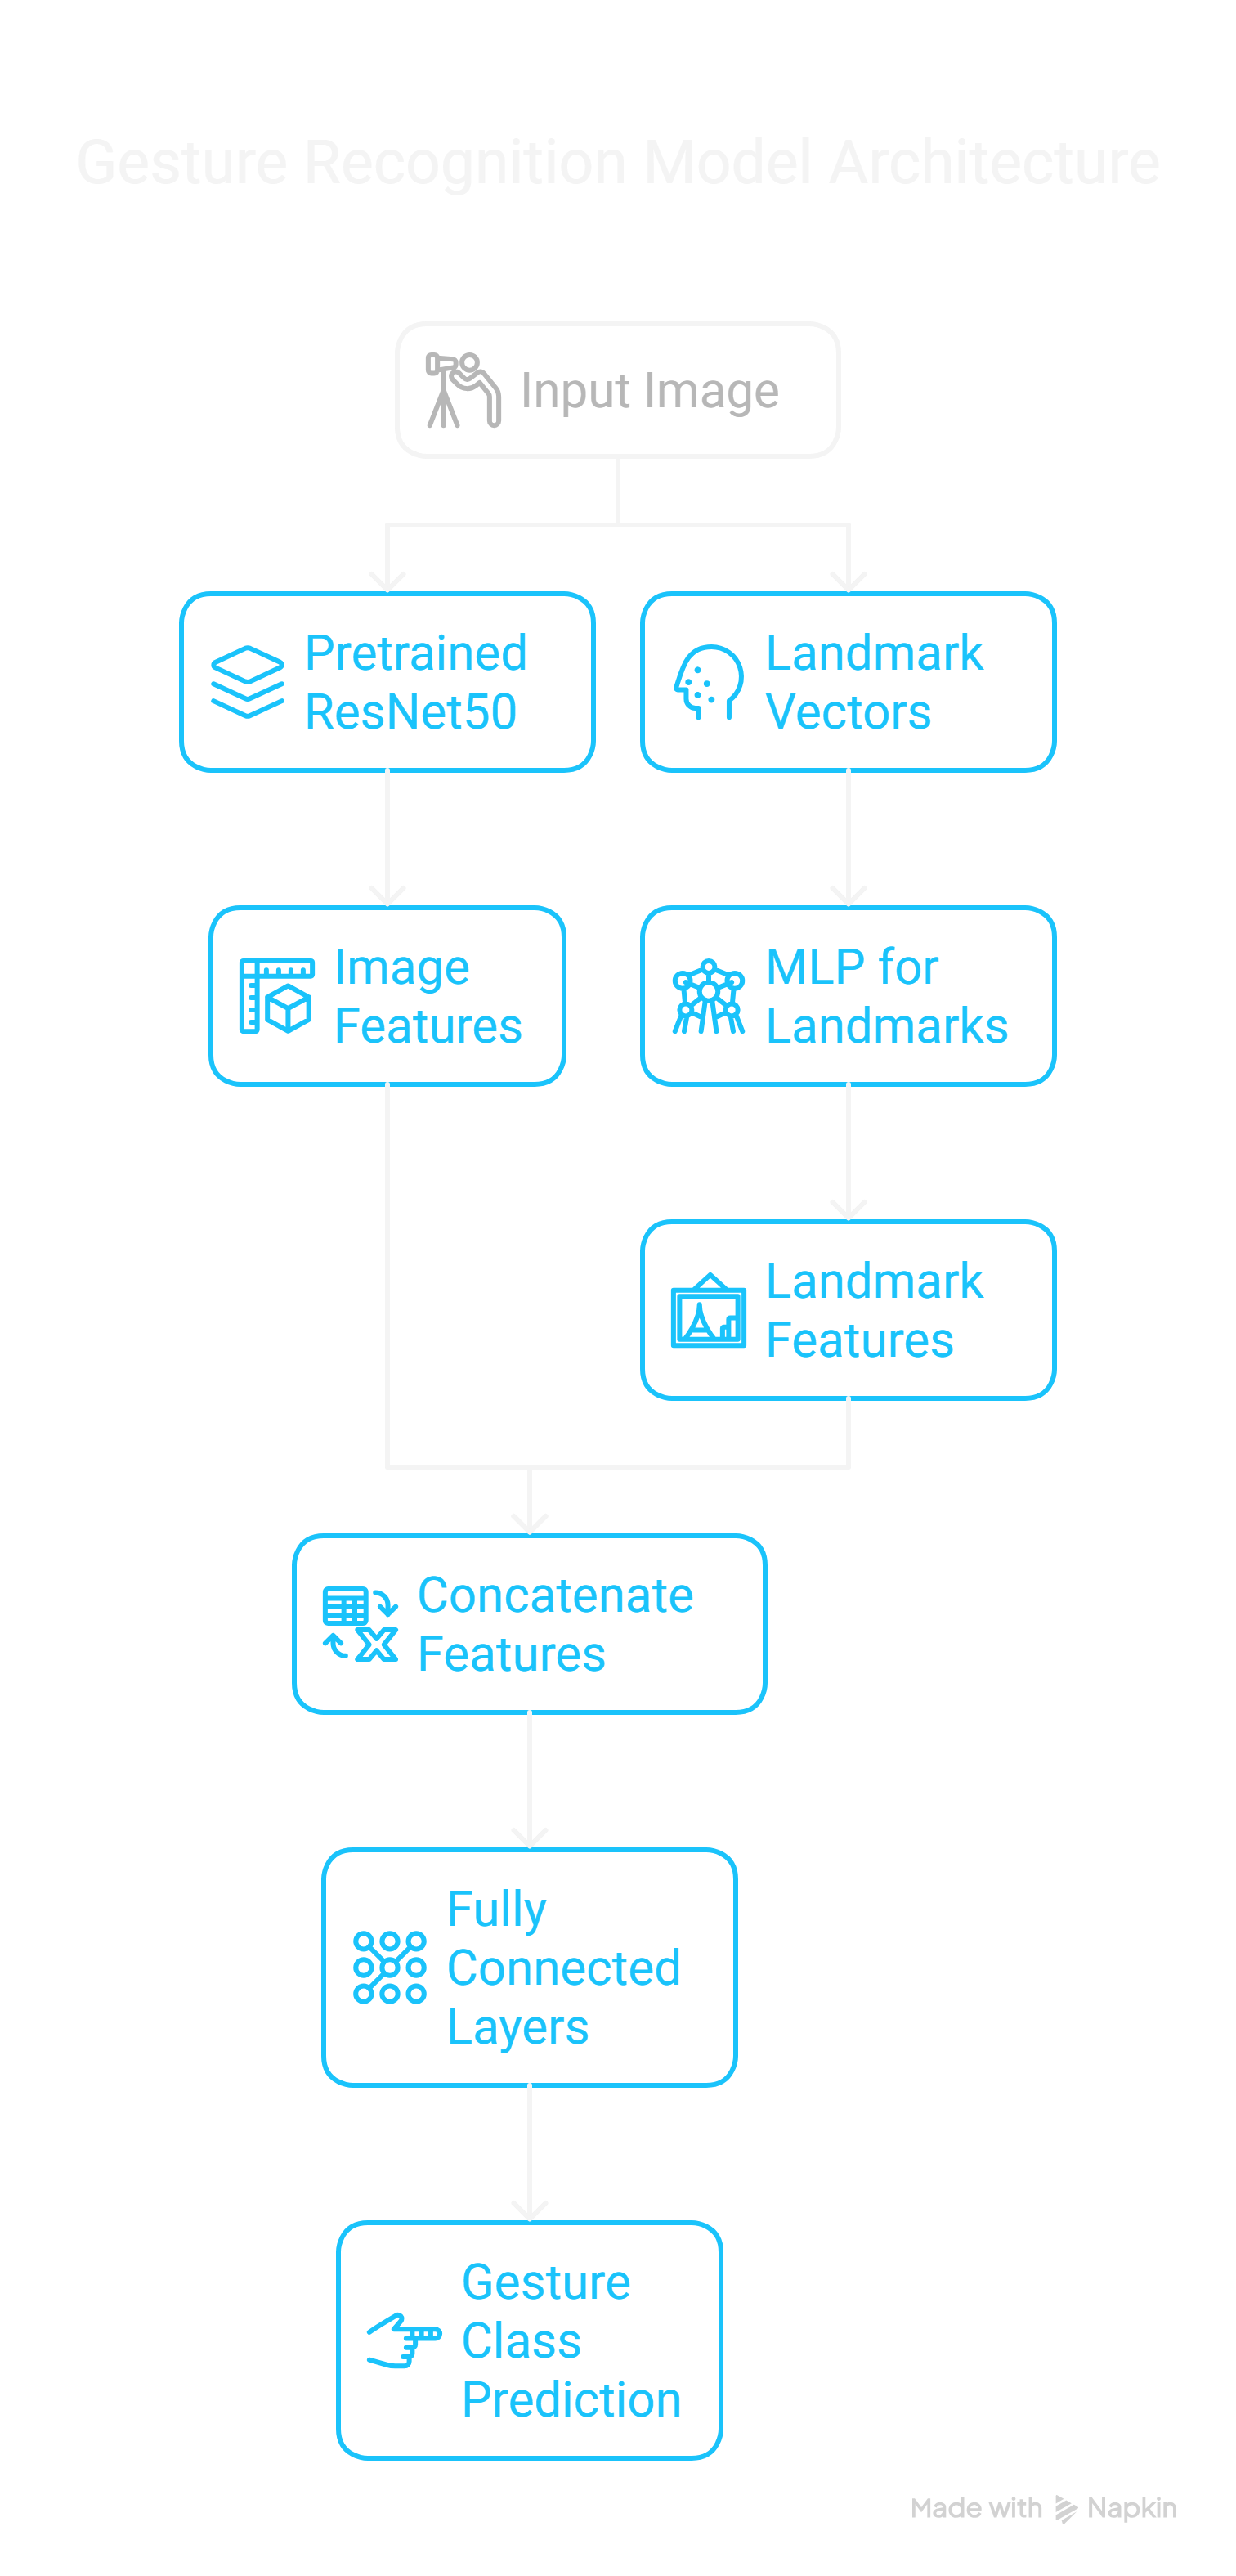 Gesture Recognition Model Architecture
Input Image
Pretrained
ResNet50
Landmark
Vectors
Image
Features
MLP for
Landmarks
Landmark
Features
Concatenate
Features
Fully
Connected
Layers
Gesture
Class
Prediction
Made with Napkin